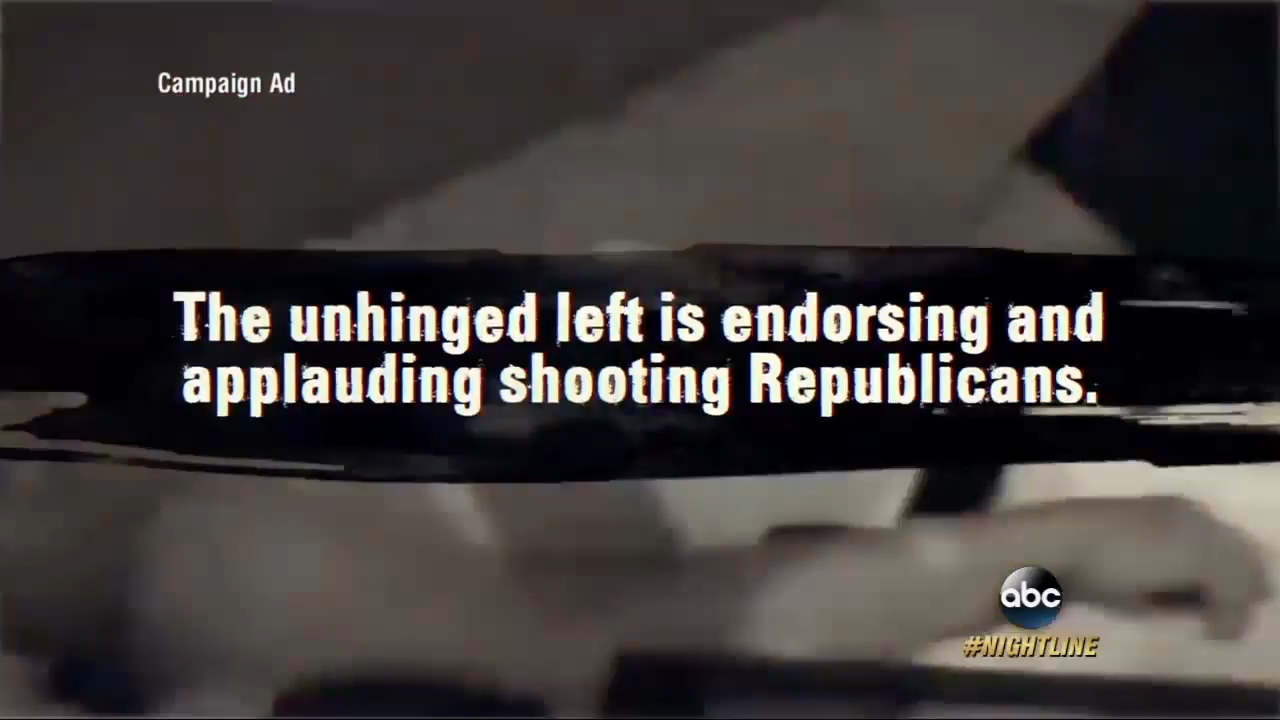 Campaign Ad
The unhinged left is endorsing and
applauding shooting Republicans.
abc
#NIGHTLINE